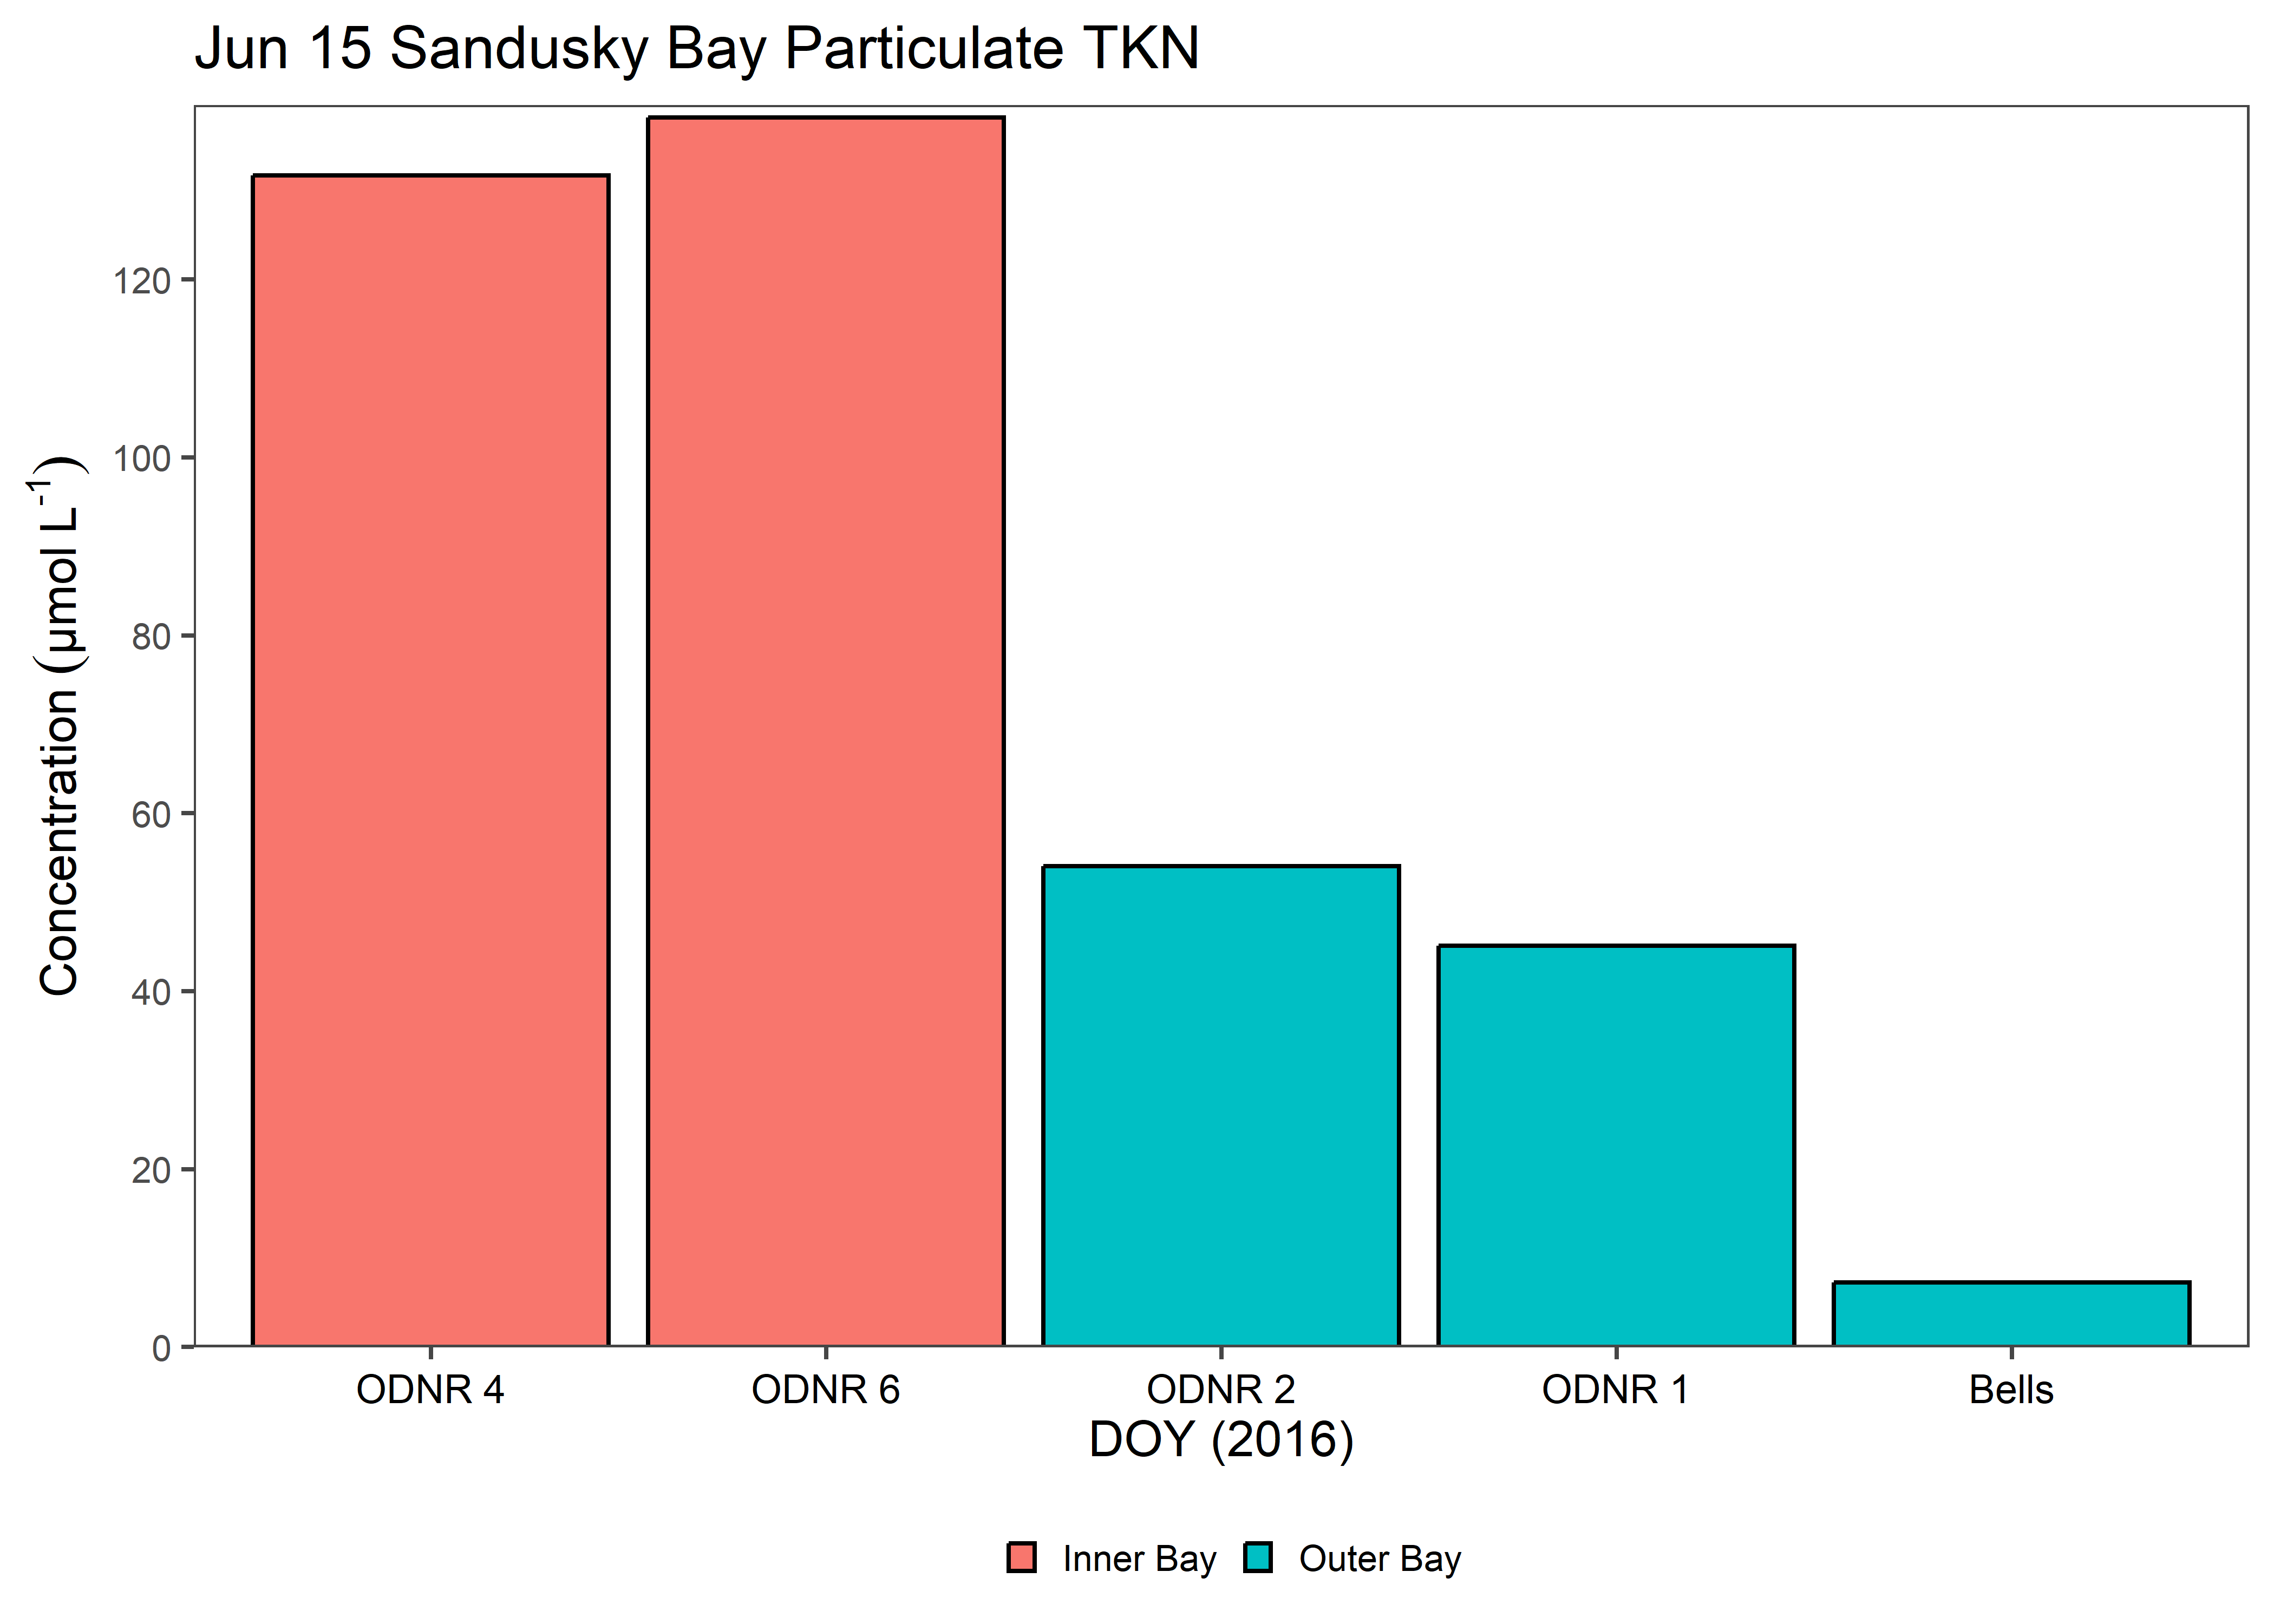 Jun 15 Sandusky Bay Particulate TKN
Concentration (µmol L⁻¹)
120
100
80
60
40
20
0
ODNR 4 ODNR 6 ODNR 2 ODNR 1 Bells
DOY (2016)
Inner Bay Outer Bay